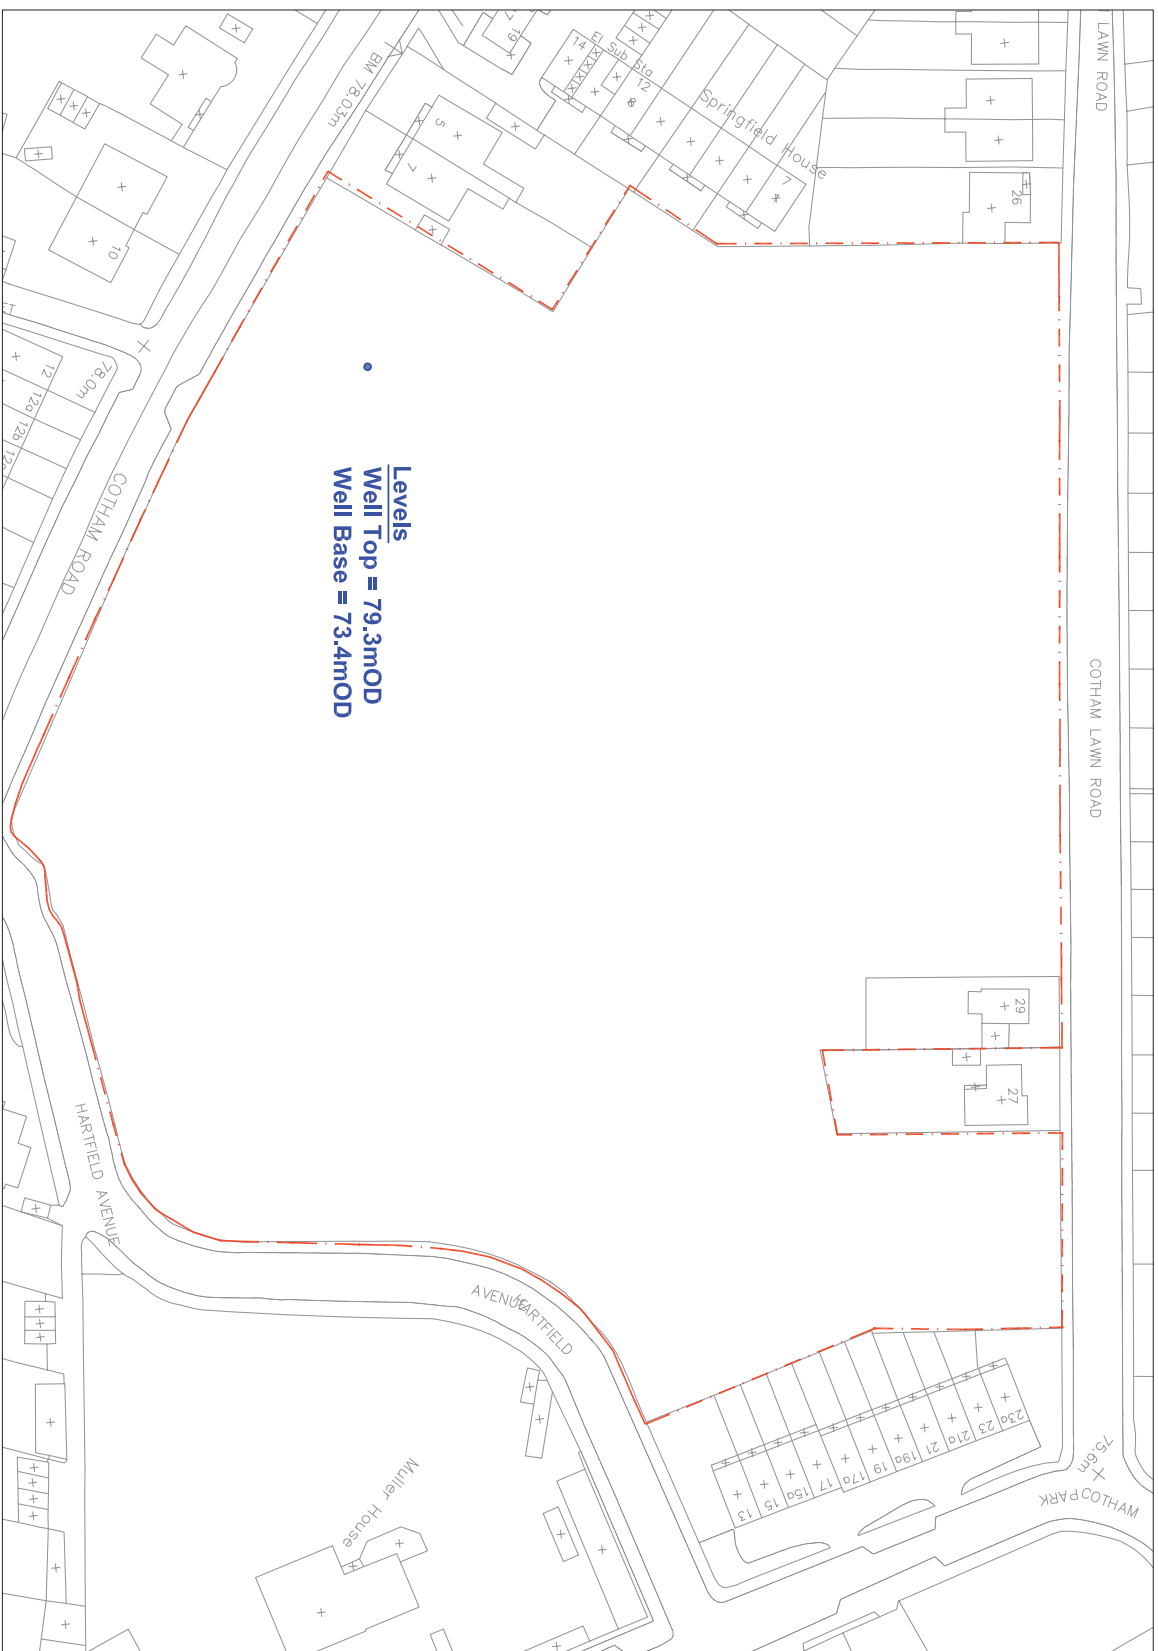 LAWN ROAD
COTHAM LAWN ROAD
75.6m
COTHAM
PARK
26
29
27
Springfield House
7
El Sub Sta
14
12
8
17
19
BM 78.03m
5
7
10
78.0m
12
12a
12b
COTHAM ROAD
Levels
Well Top = 79.3mOD
Well Base = 73.4mOD
HARTFIELD AVENUE
AVENUE
HARTFIELD
23a
23
21a
21
19a
19
17a
17
15a
15
13
Muller House